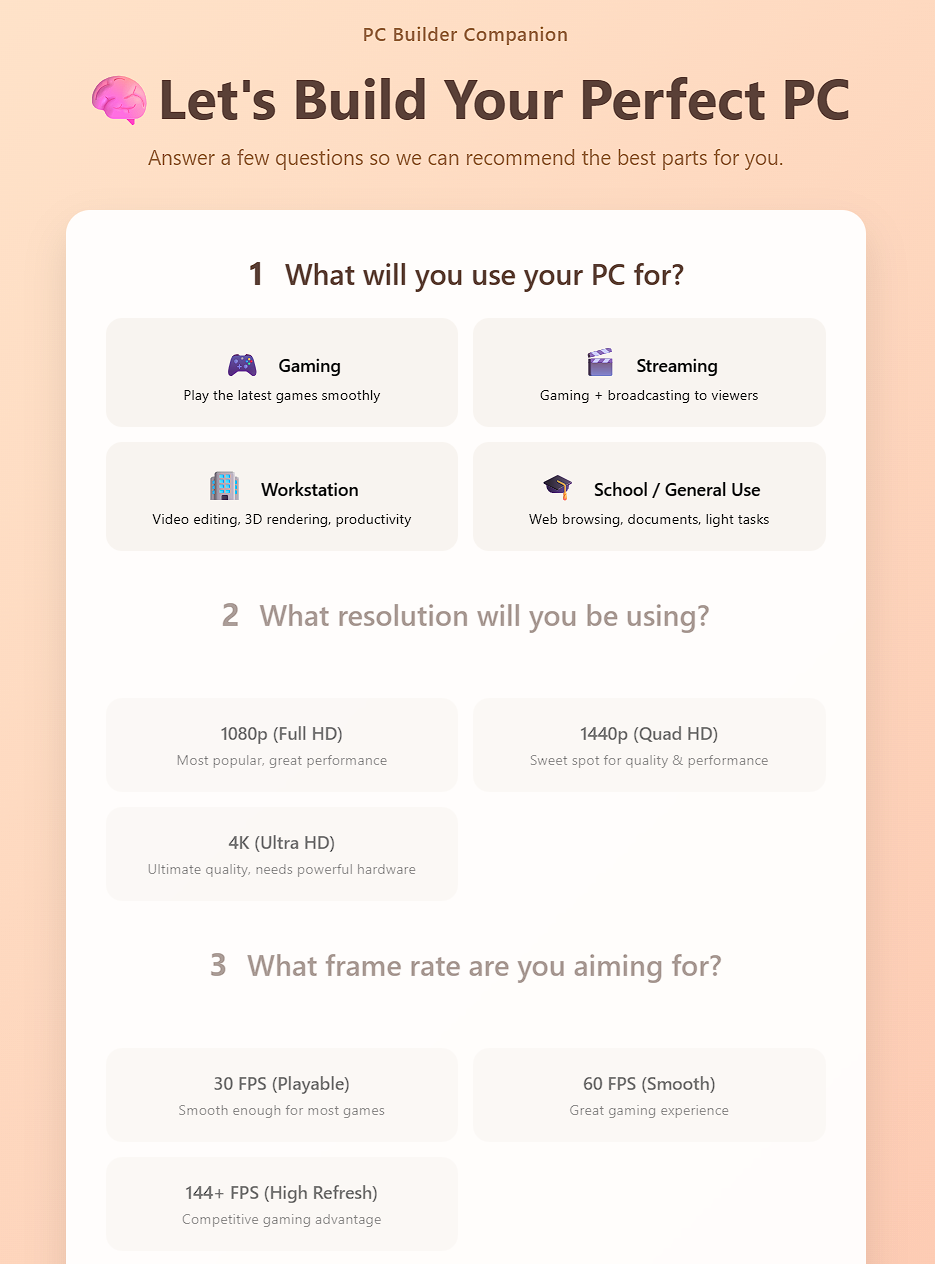 PC Builder Companion
Let's Build Your Perfect PC
Answer a few questions so we can recommend the best parts for you.
1 What will you use your PC for?
Gaming
Play the latest games smoothly
Streaming
Gaming + broadcasting to viewers
Workstation
Video editing, 3D rendering, productivity
School / General Use
Web browsing, documents, light tasks
2 What resolution will you be using?
1080p (Full HD)
Most popular, great performance
1440p (Quad HD)
Sweet spot for quality & performance
4K (Ultra HD)
Ultimate quality, needs powerful hardware
3 What frame rate are you aiming for?
30 FPS (Playable)
Smooth enough for most games
60 FPS (Smooth)
Great gaming experience
144+ FPS (High Refresh)
Competitive gaming advantage